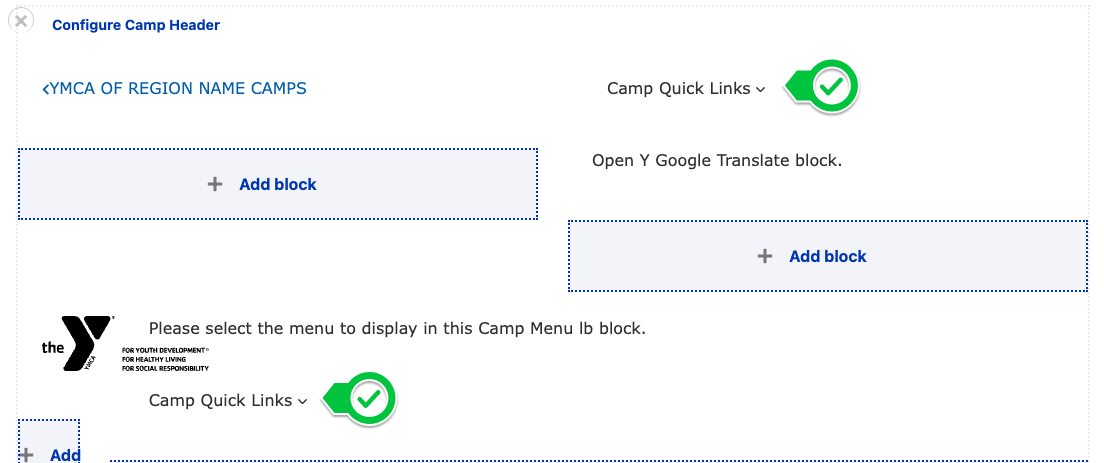 Configure Camp Header
<YMCA OF REGION NAME CAMPS
Camp Quick Links
Open Y Google Translate block.
Add block
Add block
Please select the menu to display in this Camp Menu lb block.
the
YMCA
FOR YOUTH DEVELOPMENT®
FOR HEALTHY LIVING
FOR SOCIAL RESPONSIBILITY
Camp Quick Links
Add